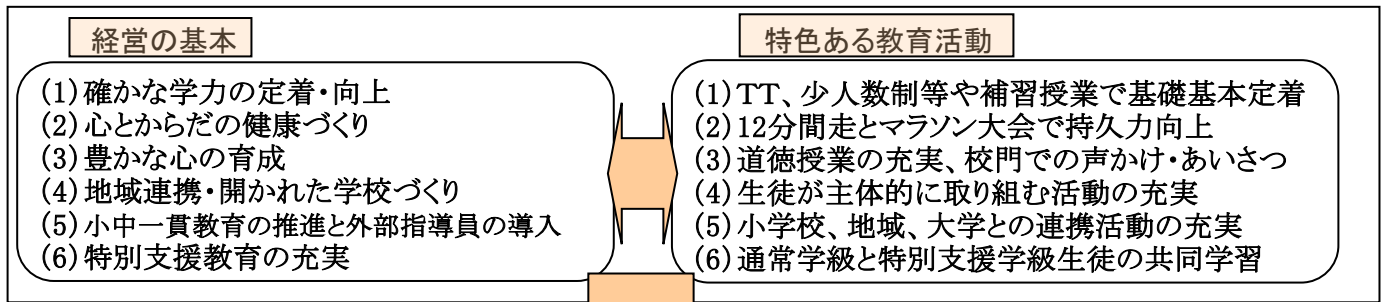 経営の基本
(1)確かな学力の定着・向上
(2)心とからだの健康づくり
(3)豊かな心の育成
(4)地域連携・開かれた学校づくり
(5)小中一貫教育の推進と外部指導員の導入
(6)特別支援教育の充実
特色ある教育活動
(1)TT、少人数制等や補習授業で基礎基本定着
(2)12分間走とマラソン大会で持久力向上
(3)道徳授業の充実、校門での声かけ・あいさつ
(4)生徒が主体的に取り組む活動の充実
(5)小学校、地域、大学との連携活動の充実
(6)通常学級と特別支援学級生徒の共同学習